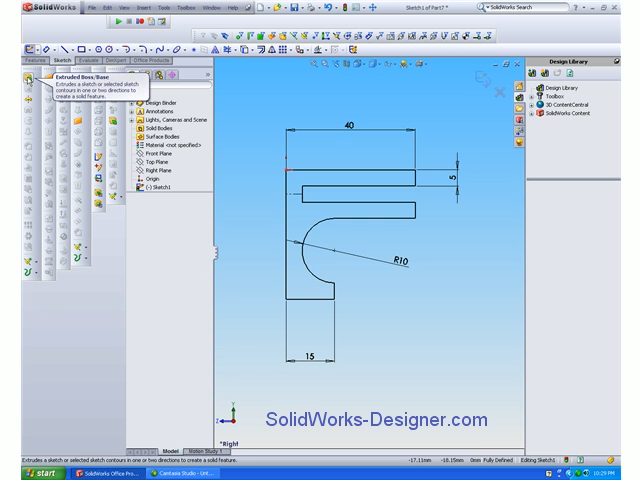 SolidWorks
File Edit View Insert Tools Toolbox Window Help
Sketch1 of Part7 *
SolidWorks Search
Features Sketch Evaluate DimXpert Office Products
Design Library
Extruded Boss/Base
Extrudes a sketch or selected sketch
contours in one or two directions to
create a solid feature.
Design Binder
Annotations
Lights, Cameras and Scene
Solid Bodies
Surface Bodies
Material <not specified>
Front Plane
Top Plane
Right Plane
Origin
(-) Sketch1
Design Library
Toolbox
3D ContentCentral
SolidWorks Content
40
5
R10
15
Y
Z
SolidWorks-Designer.com
*Right
Model Motion Study 1
Extrudes a sketch or selected sketch contours in one or two directions to create a solid feature.
-17.11mm -18.05mm 0mm Fully Defined Editing Sketch1
start
SolidWorks Office Pro...
Camtasia Studio - Unt...
10:29 PM